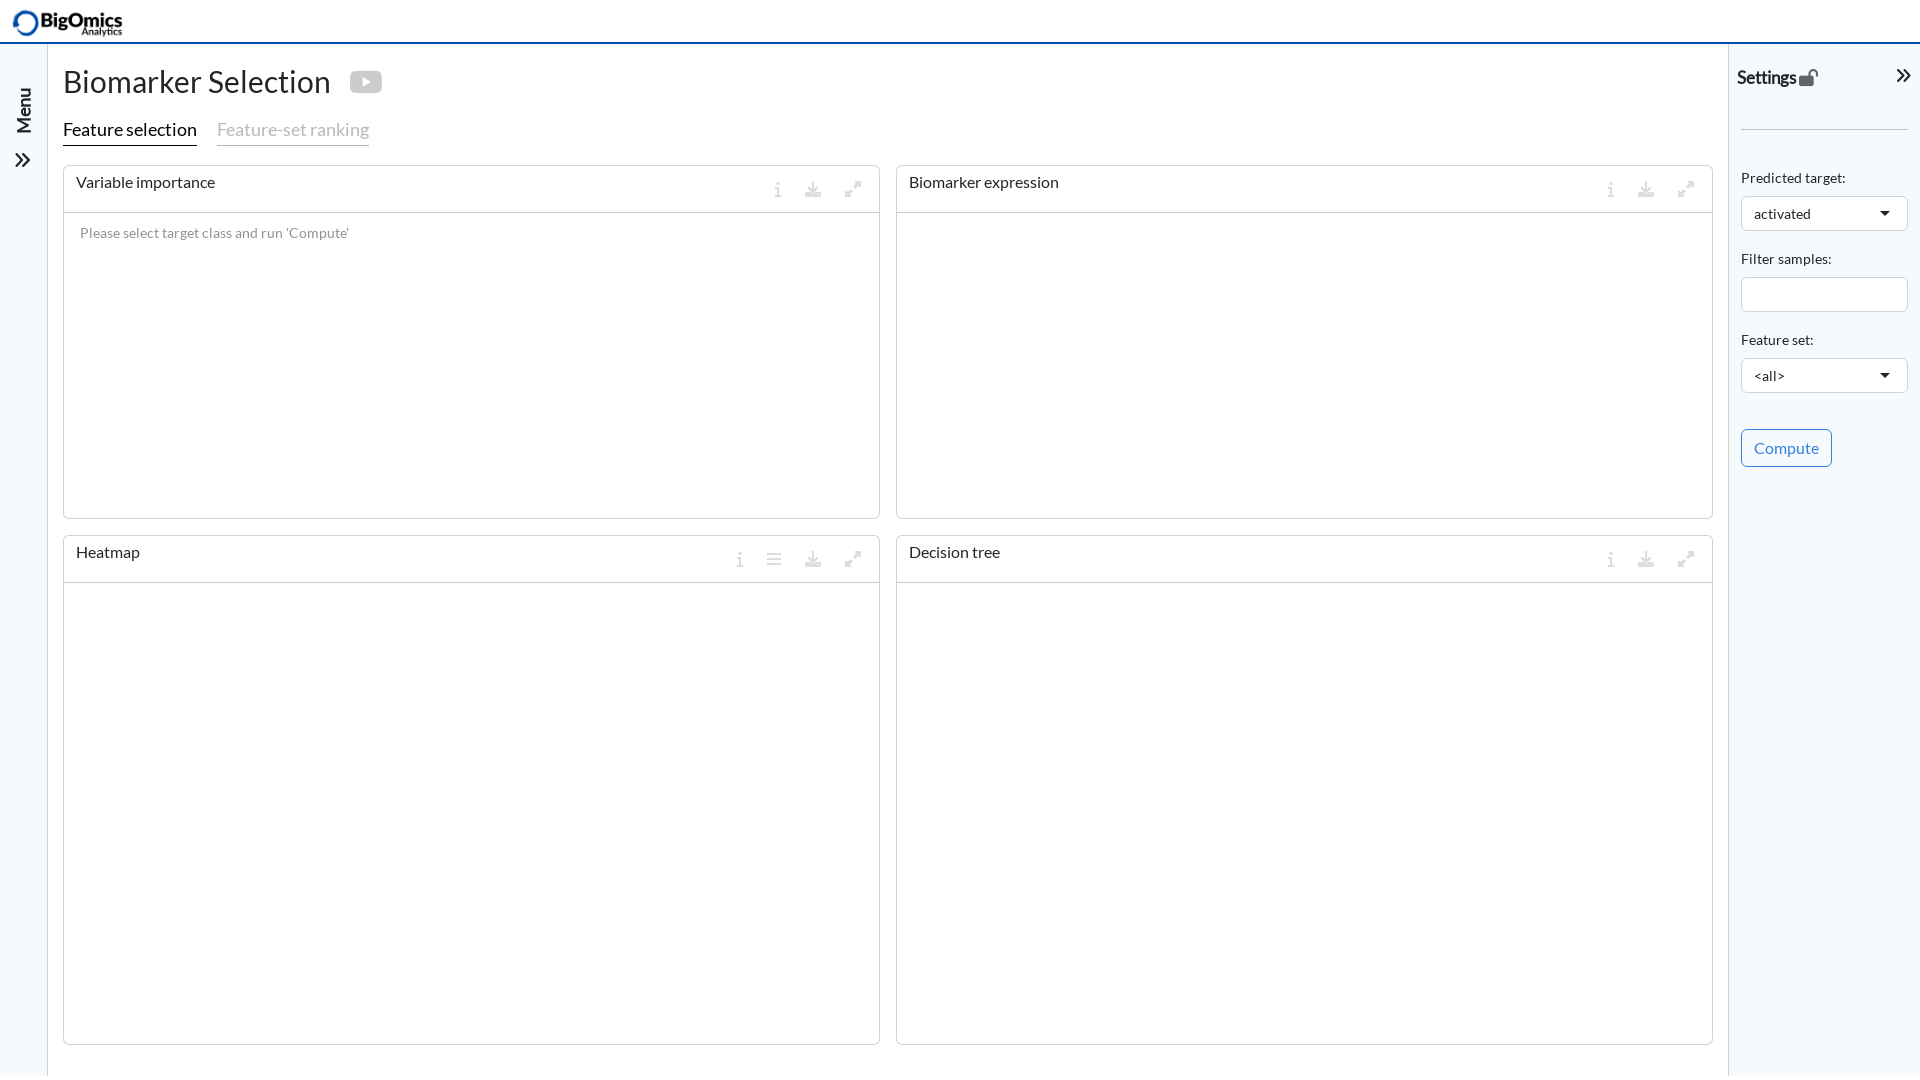 BigOmics
Analytics
Menu
Biomarker Selection
Feature selection
Feature-set ranking
Variable importance
Please select target class and run 'Compute'
Biomarker expression
Heatmap
Decision tree
Settings
Predicted target:
activated
Filter samples:
Feature set:
<all>
Compute